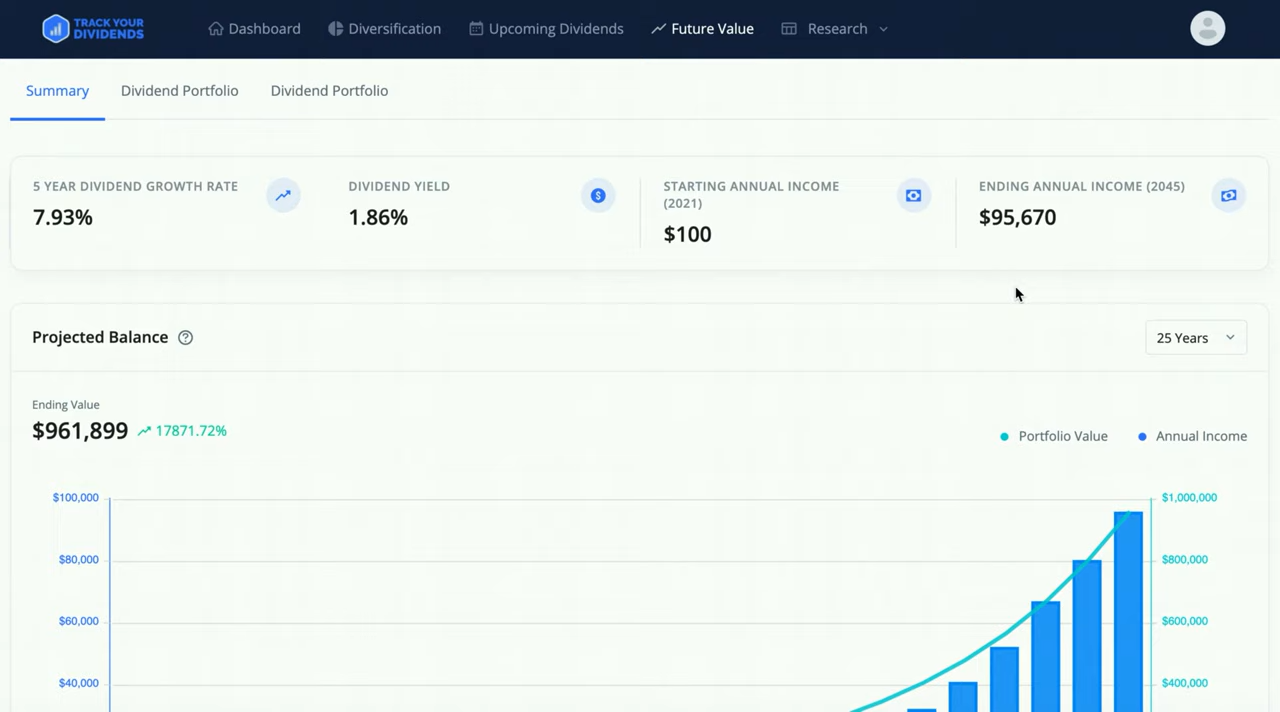 TRACK YOUR
DIVIDENDS
Dashboard
Diversification
Upcoming Dividends
Future Value
Research
Summary
Dividend Portfolio
Dividend Portfolio
5 YEAR DIVIDEND GROWTH RATE
7.93%
DIVIDEND YIELD
1.86%
STARTING ANNUAL INCOME
(2021)
$100
ENDING ANNUAL INCOME (2045)
$95,670
Projected Balance
25 Years
Ending Value
$961,899
17871.72%
Portfolio Value
Annual Income
$100,000
$1,000,000
$80,000
$800,000
$60,000
$600,000
$40,000
$400,000